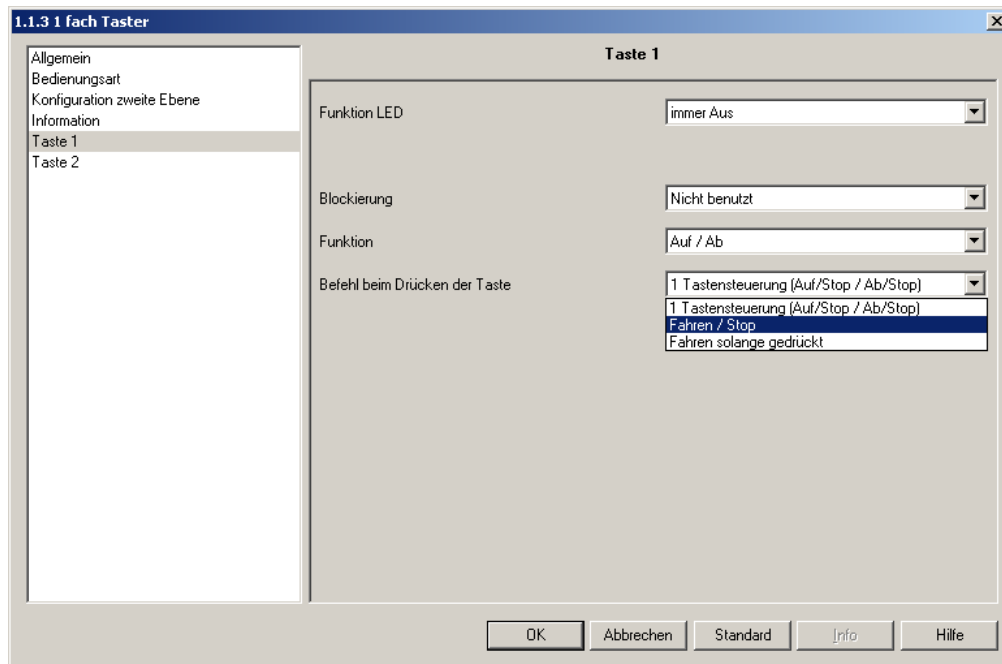 1.1.3 1 fach Taster
Allgemein
Bedienungsart
Konfiguration zweite Ebene
Information
Taste 1
Taste 2
Taste 1
Funktion LED
immer Aus
Blockierung
Nicht benutzt
Funktion
Auf / Ab
Befehl beim Drücken der Taste
1 Tastensteuerung (Auf/Stop / Ab/Stop)
1 Tastensteuerung (Auf/Stop / Ab/Stop)
Fahren / Stop
Fahren solange gedrückt
OK
Abbrechen
Standard
Info
Hilfe